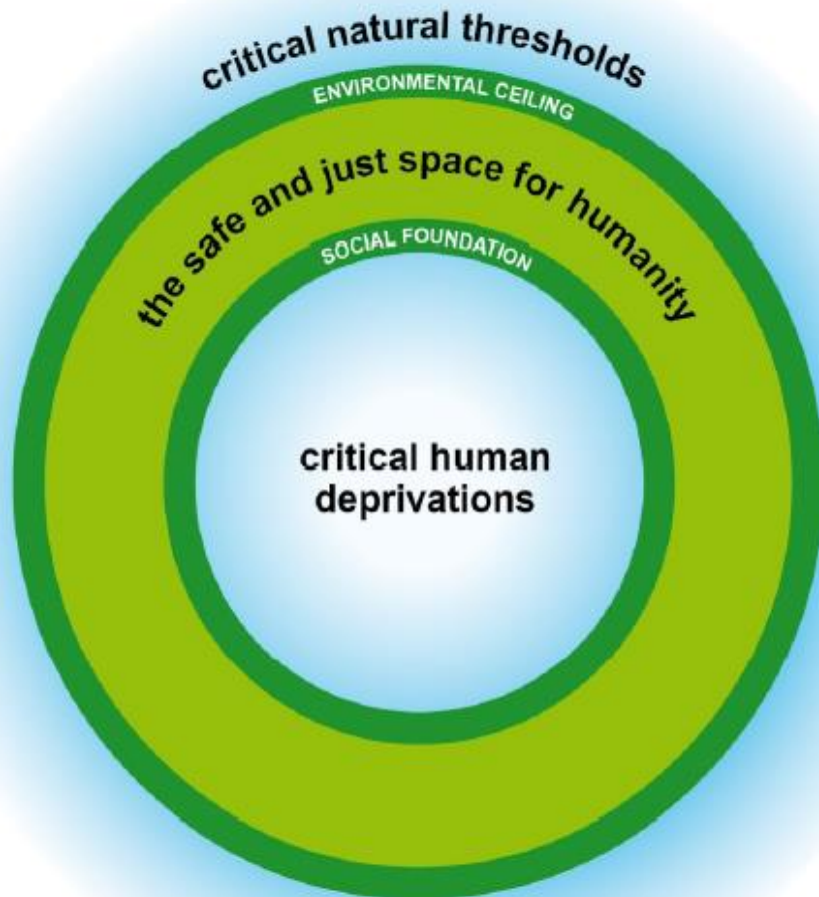 critical natural thresholds
ENVIRONMENTAL CEILING
the safe and just space for humanity
SOCIAL FOUNDATION
critical human
deprivations